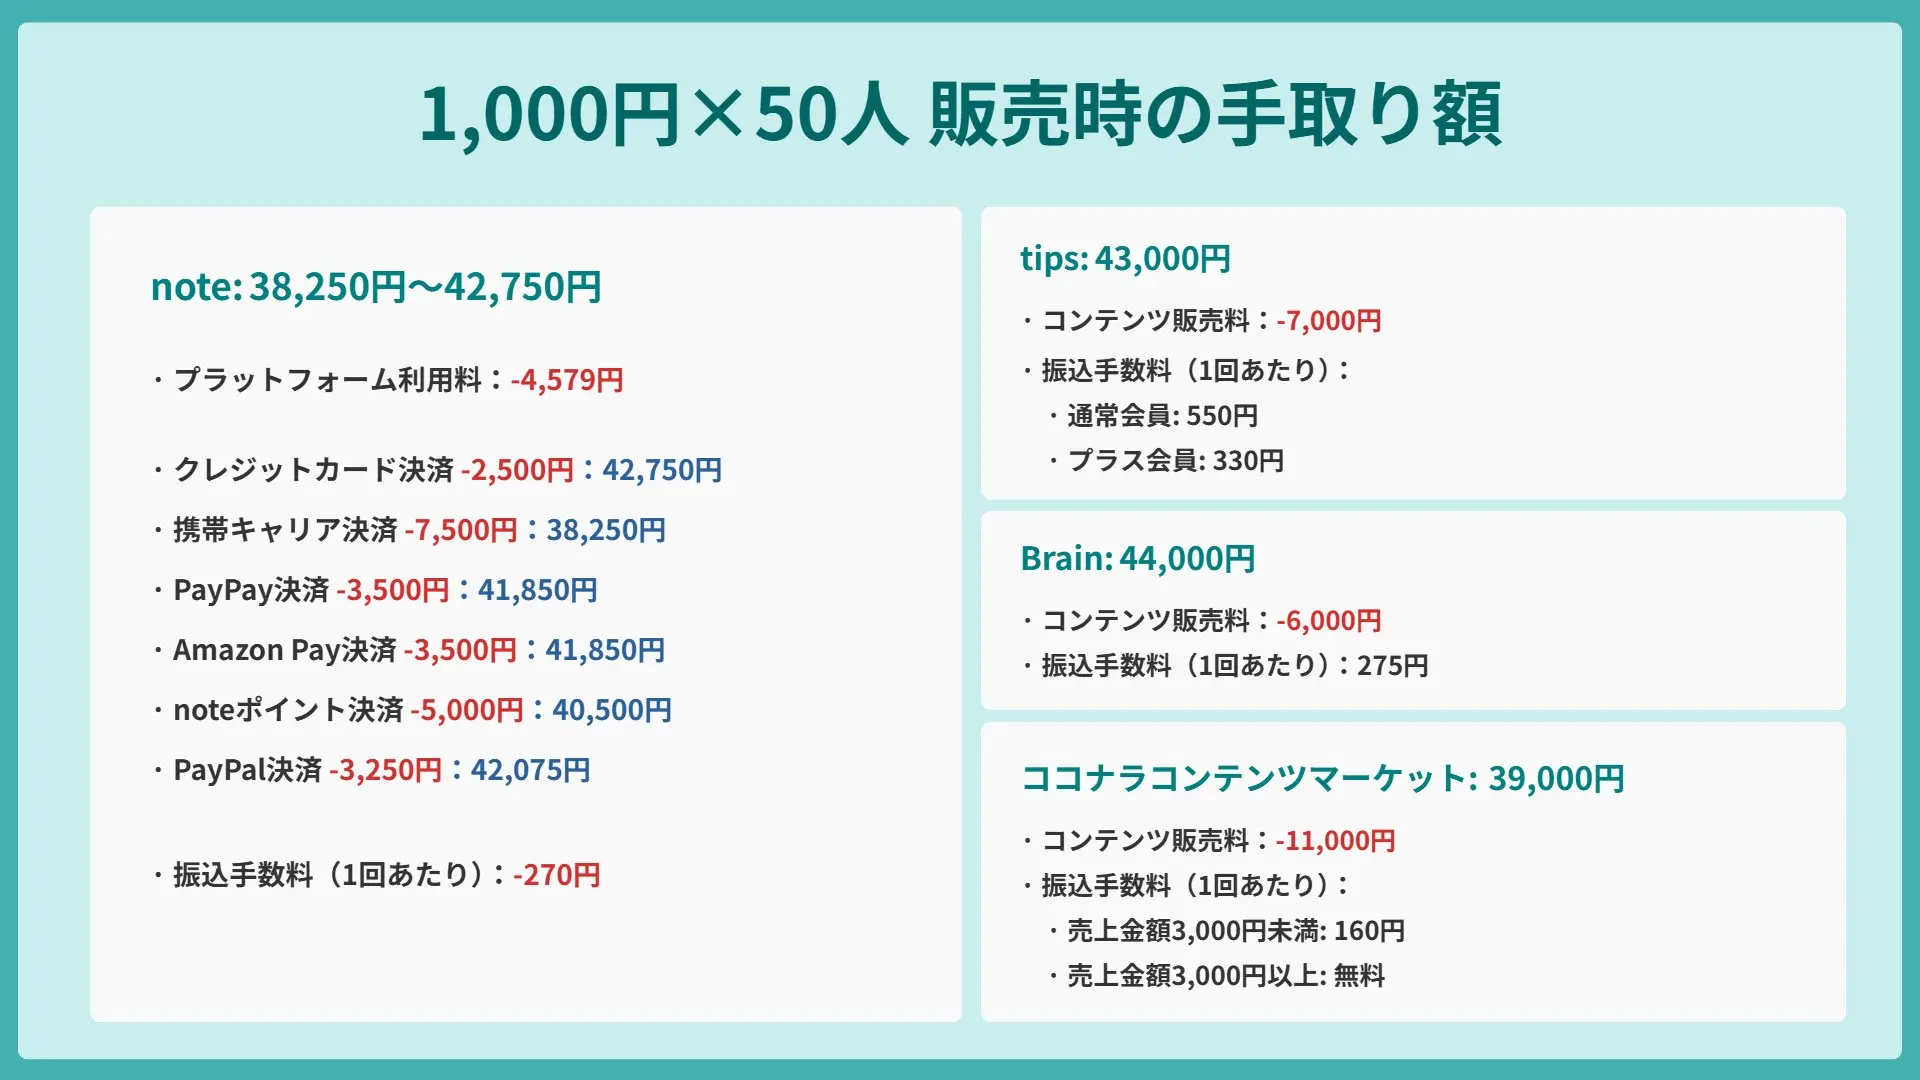 1,000円×50人 販売時の手取り額
note: 38,250円〜42,750円
・プラットフォーム利用料：-4,579円
・クレジットカード決済 -2,500円：42,750円
・携帯キャリア決済 -7,500円：38,250円
・PayPay決済 -3,500円：41,850円
・Amazon Pay決済 -3,500円：41,850円
・noteポイント決済 -5,000円：40,500円
・PayPal決済 -3,250円：42,075円
・振込手数料（1回あたり）：-270円
tips: 43,000円
・コンテンツ販売料：-7,000円
・振込手数料（1回あたり）：
・通常会員: 550円
・プラス会員: 330円
Brain: 44,000円
・コンテンツ販売料：-6,000円
・振込手数料（1回あたり）：275円
ココナラコンテンツマーケット: 39,000円
・コンテンツ販売料：-11,000円
・振込手数料（1回あたり）：
・売上金額3,000円未満: 160円
・売上金額3,000円以上: 無料